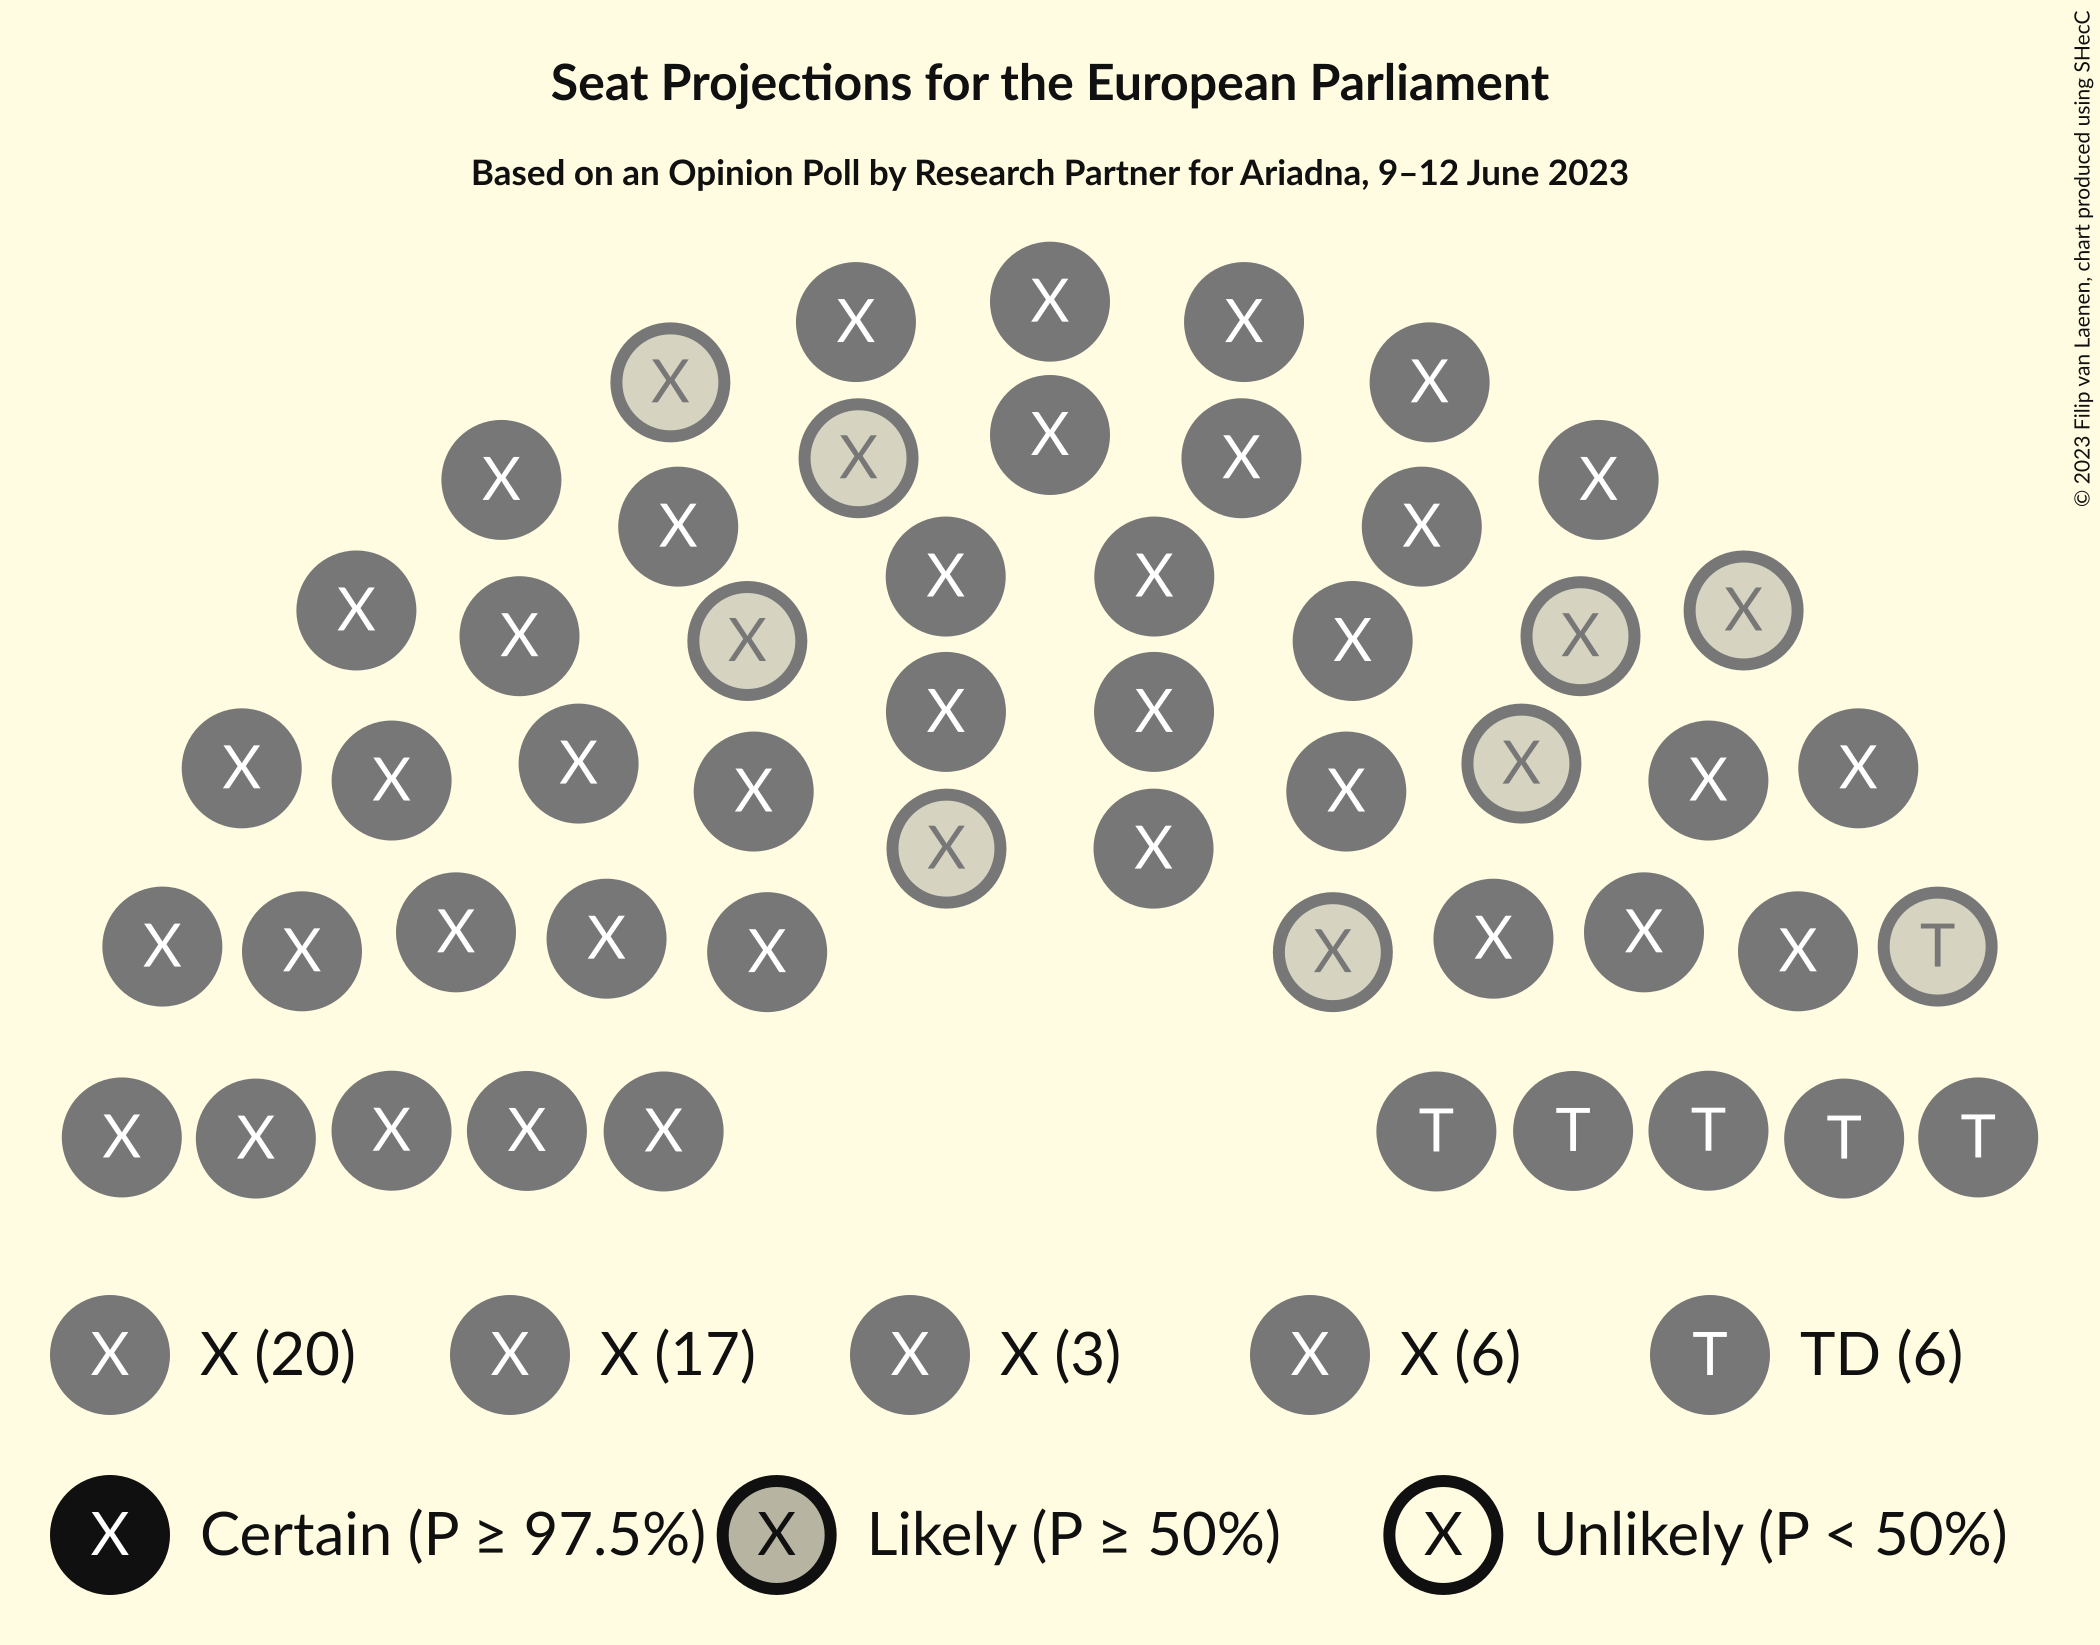 Seat Projections for the European Parliament
Based on an Opinion Poll by Research Partner for Ariadna, 9–12 June 2023
© 2023 Filip van Laenen, chart produced using SHecC
X
X X
X X
X
X X
X X
X X
X X
X X
X X
X X
X X X
X X
X X
X X X X
X X X X
X X
X X X X X X X X X T
X X X X X T T T T T
X X (20) X X (17) X X (3) X X (6) T TD (6)
X Certain (P ≥ 97.5%) X Likely (P ≥ 50%) X Unlikely (P < 50%)